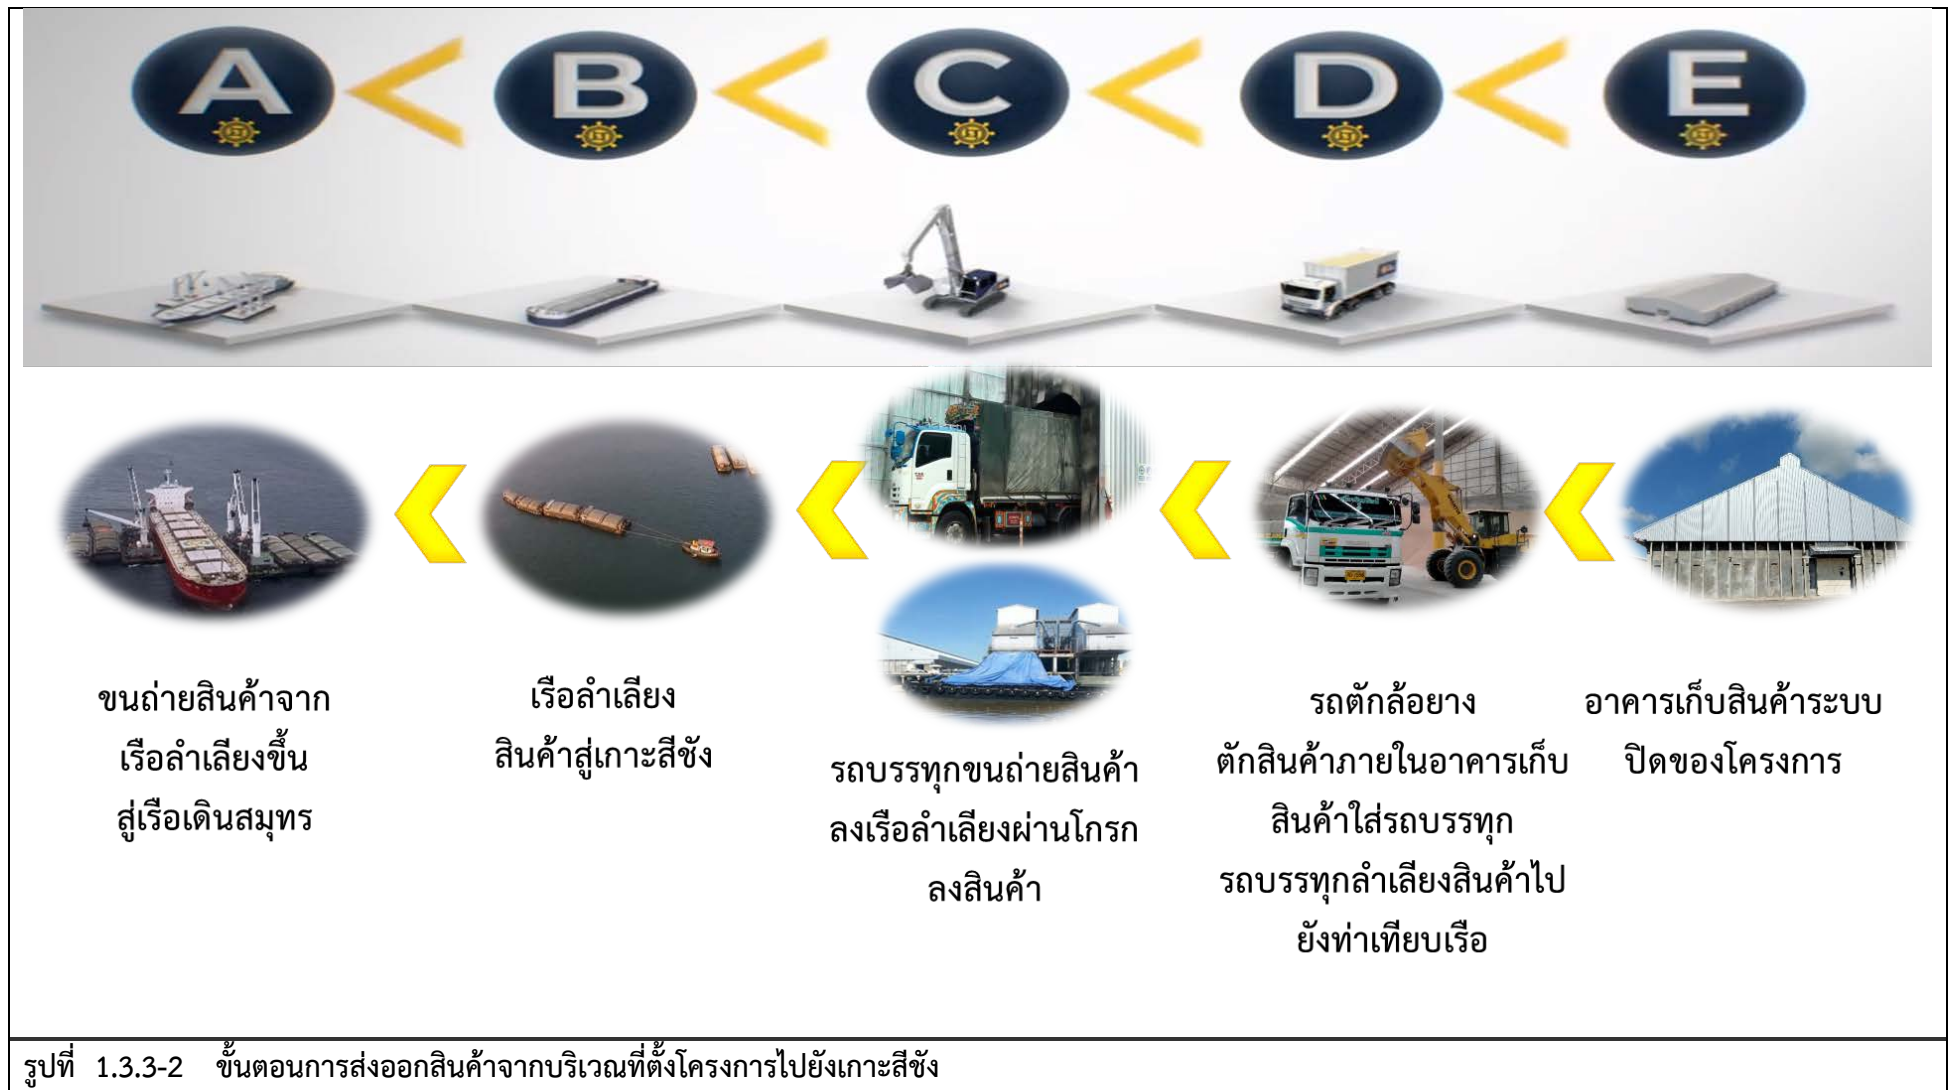 A
B
C
D
E
ขนถ่ายสินค้าจาก
เรือลำเลียงขึ้น
สู่เรือเดินสมุทร
เรือลำเลียง
สินค้าสู่เกาะสีชัง
รถบรรทุกขนถ่ายสินค้า
ลงเรือลำเลียงผ่านโกรก
ลงสินค้า
รถตักล้อยาง
ตักสินค้าภายในอาคารเก็บ
สินค้าใส่รถบรรทุก
รถบรรทุกลำเลียงสินค้าไป
ยังท่าเทียบเรือ
อาคารเก็บสินค้าระบบ
ปิดของโครงการ
รูปที่ 1.3.3-2 ขั้นตอนการส่งออกสินค้าจากบริเวณที่ตั้งโครงการไปยังเกาะสีชัง